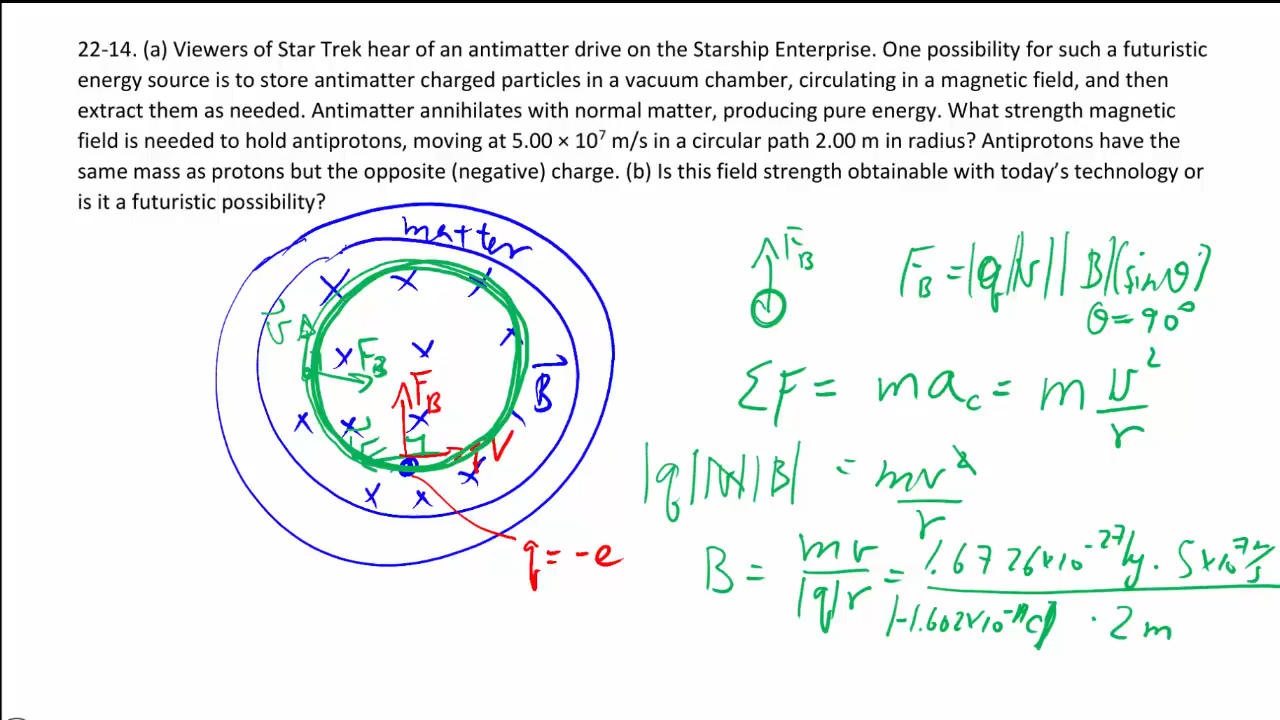 22-14. (a) Viewers of Star Trek hear of an antimatter drive on the Starship Enterprise. One possibility for such a futuristic
energy source is to store antimatter charged particles in a vacuum chamber, circulating in a magnetic field, and then
extract them as needed. Antimatter annihilates with normal matter, producing pure energy. What strength magnetic
field is needed to hold antiprotons, moving at 5.00 × 10⁷ m/s in a circular path 2.00 m in radius? Antiprotons have the
same mass as protons but the opposite (negative) charge. (b) Is this field strength obtainable with today's technology or
is it a futuristic possibility?
matter
F_B
F_B = |q||v||B|(sinθ)
θ = 90°
v
F_B
F_B
B
V
ΣF = ma_c = m v²/r
|q||v||B| = mv²/r
q = -e
B = mv/|q|r = 1.6726×10⁻²⁷kg · 5×10⁷ m/s / |-1.602×10⁻¹⁹C| · 2 m